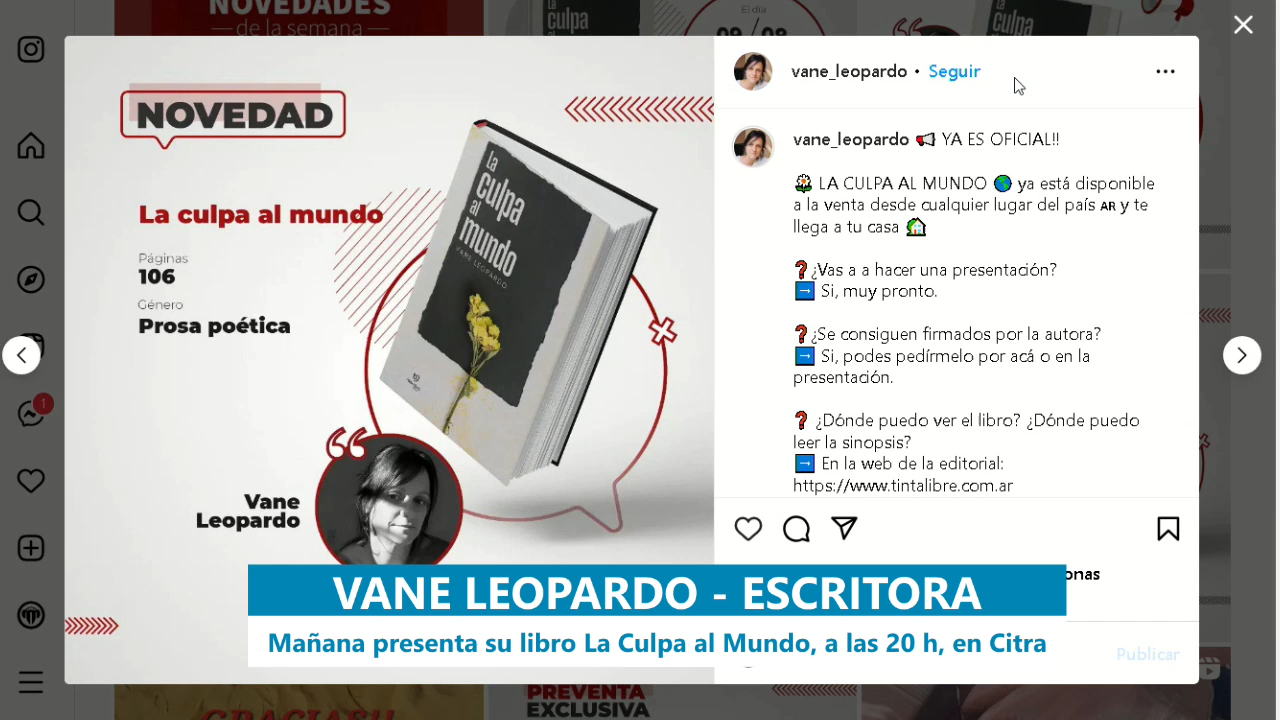 NOVEDADES
de la semana
El día
NOVEDAD
La culpa al mundo
Páginas
106
Género
Prosa poética
La
culpa
al
mundo
VANE LEOPARDO
Vane
Leopardo
vane_leopardo • Seguir
vane_leopardo 📢 YA ES OFICIAL!!
🌼 LA CULPA AL MUNDO 🌎 ya está disponible
a la venta desde cualquier lugar del país AR y te
llega a tu casa 🏡
❓¿Vas a a hacer una presentación?
➡️ Si, muy pronto.
❓¿Se consiguen firmados por la autora?
➡️ Si, podes pedírmelo por acá o en la
presentación.
❓ ¿Dónde puedo ver el libro? ¿Dónde puedo
leer la sinopsis?
➡️ En la web de la editorial:
https://www.tintalibre.com.ar
onas
Publicar
1
VANE LEOPARDO - ESCRITORA
Mañana presenta su libro La Culpa al Mundo, a las 20 h, en Citra
GRACIAS!!
PREVENTA
EXCLUSIVA